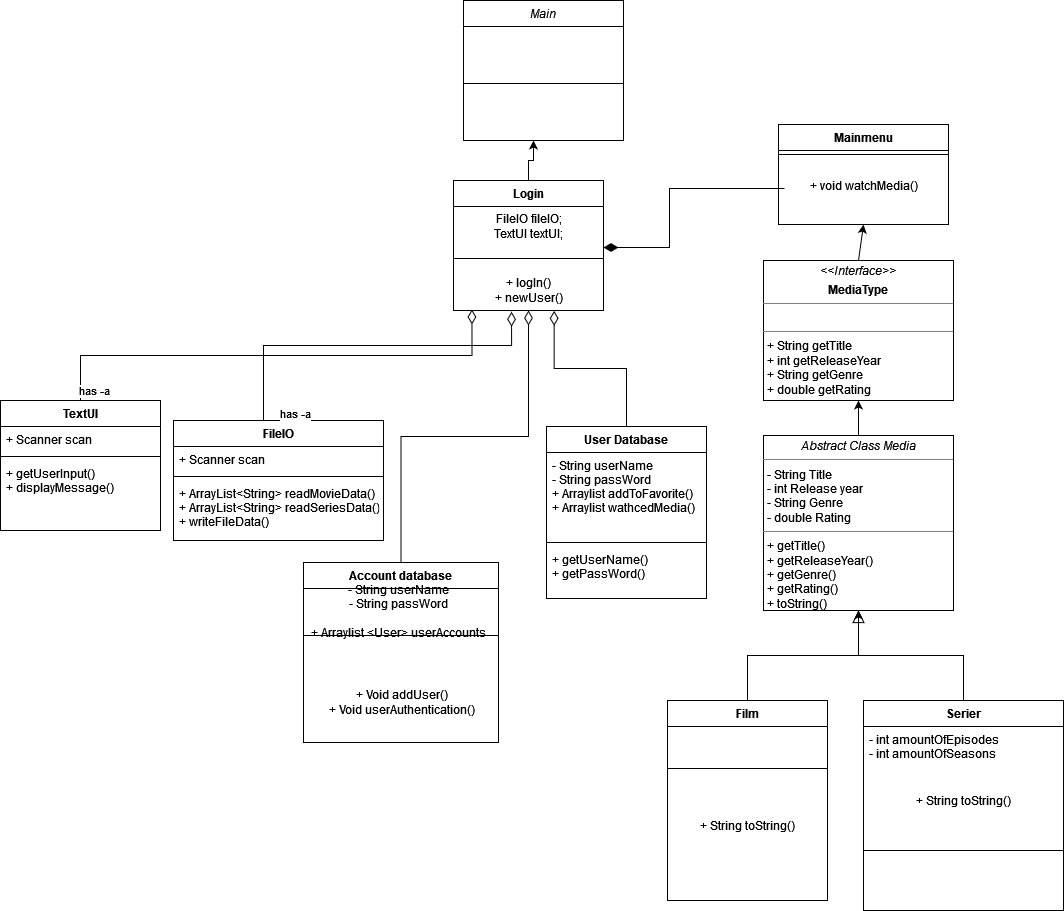 Main
Mainmenu
+ void watchMedia()
Login
FileIO fileIO;
TextUI textUI;
+ logIn()
+ newUser()
<<Interface>>
MediaType
+ String getTitle
+ int getReleaseYear
+ String getGenre
+ double getRating
has -a
TextUI
+ Scanner scan
+ getUserInput()
+ displayMessage()
has -a
FileIO
+ Scanner scan
+ ArrayList<String> readMovieData()
+ ArrayList<String> readSeriesData()
+ writeFileData()
User Database
- String userName
- String passWord
+ Arraylist addToFavorite()
+ Arraylist wathcedMedia()
+ getUserName()
+ getPassWord()
Abstract Class Media
- String Title
- int Release year
- String Genre
- double Rating
+ getTitle()
+ getReleaseYear()
+ getGenre()
+ getRating()
+ toString()
Account database
- String userName
- String passWord
+ Arraylist <User> userAccounts
+ Void addUser()
+ Void userAuthentication()
Film
+ String toString()
Serier
- int amountOfEpisodes
- int amountOfSeasons
+ String toString()